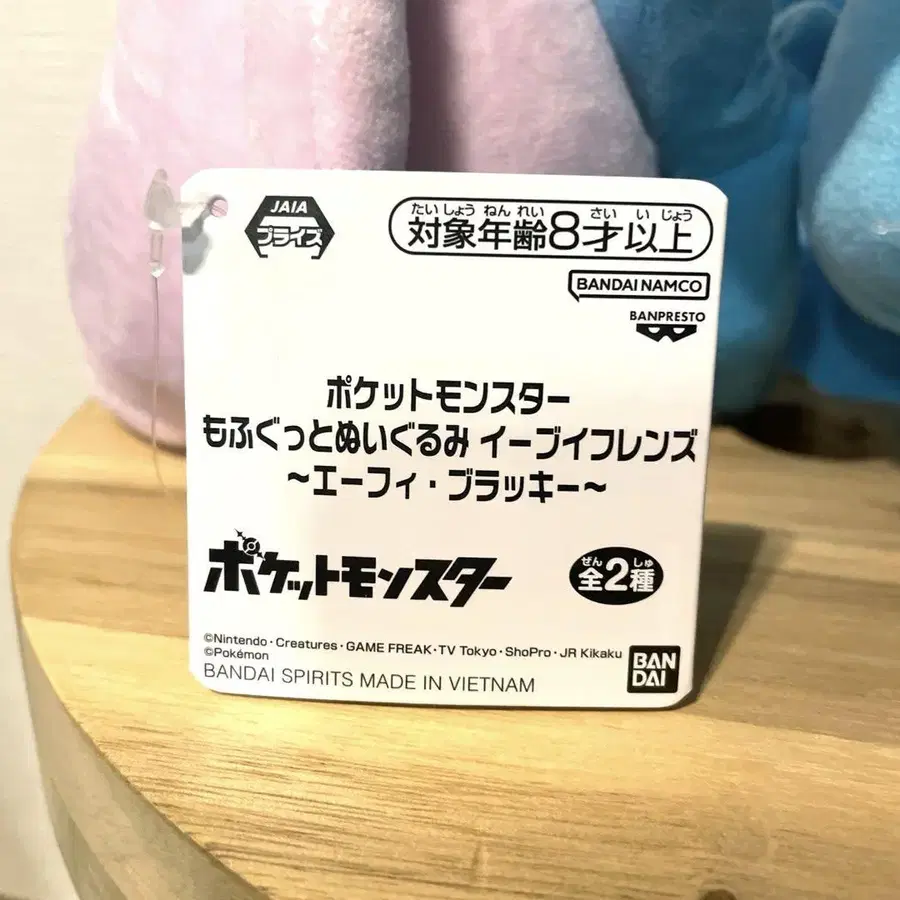 JAIA
プライズ
たいしょう ねん れい さい い じょう
対象年齢8才以上
BANDAI NAMCO
BANPRESTO
ポケットモンスター
もふぐっとぬいぐるみ イーブイフレンズ
～エーフィ・ブラッキー～
ポケットモンスター
ぜん しゅ
全2種
©Nintendo・Creatures・GAME FREAK・TV Tokyo・ShoPro・JR Kikaku
©Pokémon
BANDAI SPIRITS MADE IN VIETNAM
BAN
DAI